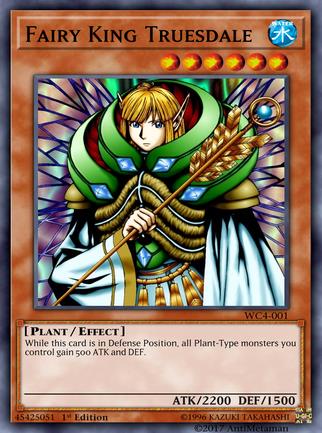 Fairy King Truesdale
WATER
水
WC4-001
[Plant / Effect]
While this card is in Defense Position, all Plant-Type monsters you
control gain 500 ATK and DEF.
ATK/2200 DEF/1500
45425051 1st Edition ©1996 KAZUKI TAKAHASHI
©2017 AntiMetaman